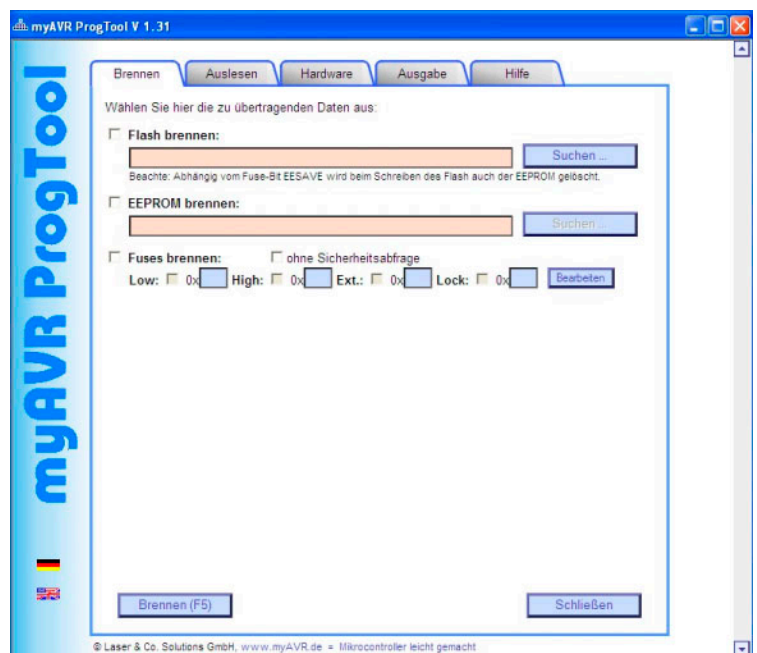 myAVR ProgTool V 1.31
myAVR ProgTool
Brennen Auslesen Hardware Ausgabe Hilfe
Wählen Sie hier die zu übertragenden Daten aus:
Flash brennen:
Suchen ...
Beachte: Abhängig vom Fuse-Bit EESAVE wird beim Schreiben des Flash auch der EEPROM gelöscht.
EEPROM brennen:
Suchen ...
Fuses brennen: ohne Sicherheitsabfrage
Low: 0x High: 0x Ext.: 0x Lock: 0x Bearbeiten
Brennen (F5) Schließen
© Laser & Co. Solutions GmbH, www.myAVR.de = Mikrocontroller leicht gemacht